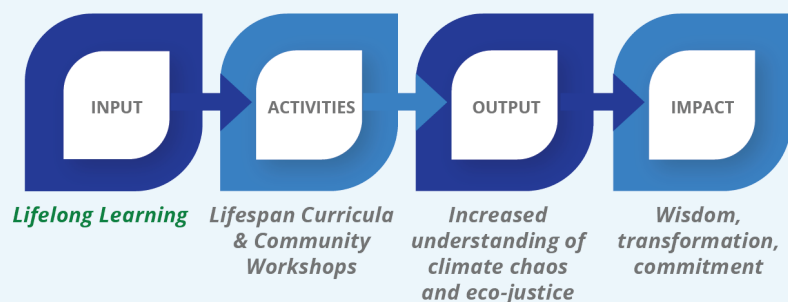 INPUT
ACTIVITIES
OUTPUT
IMPACT
Lifelong Learning
Lifespan Curricula
& Community
Workshops
Increased
understanding of
climate chaos
and eco-justice
Wisdom,
transformation,
commitment